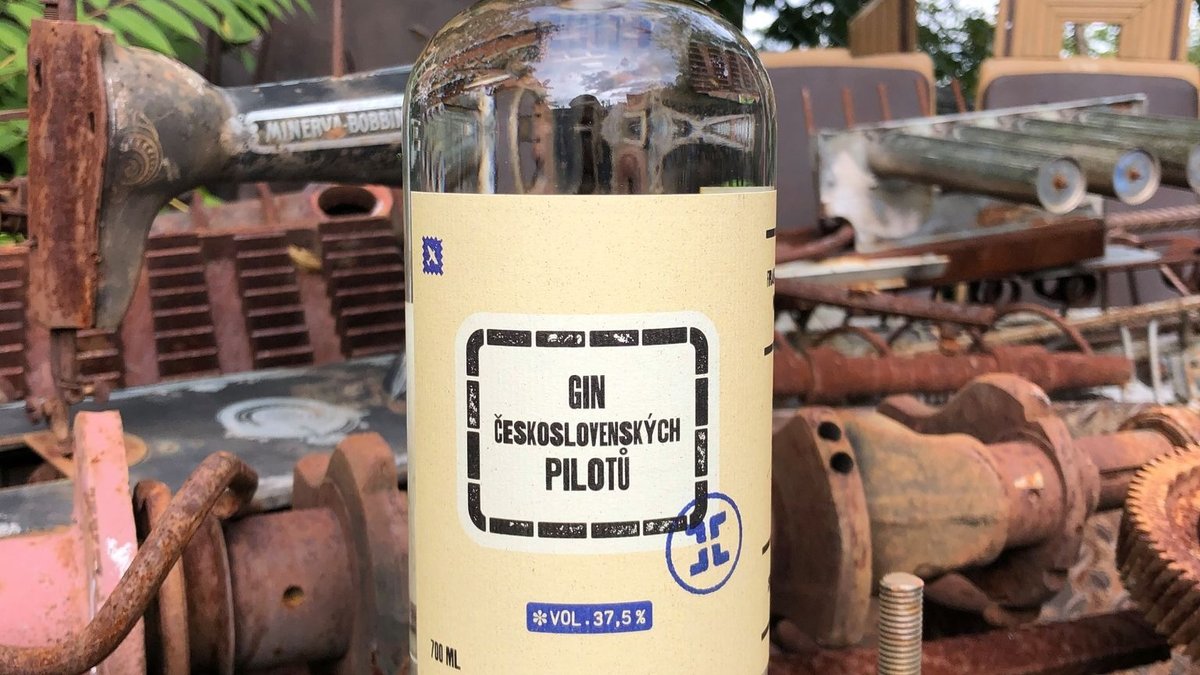 MINERVA-BOBBIN
GIN
ČESKOSLOVENSKÝCH
PILOTŮ
✻VOL.37,5%
700 ML